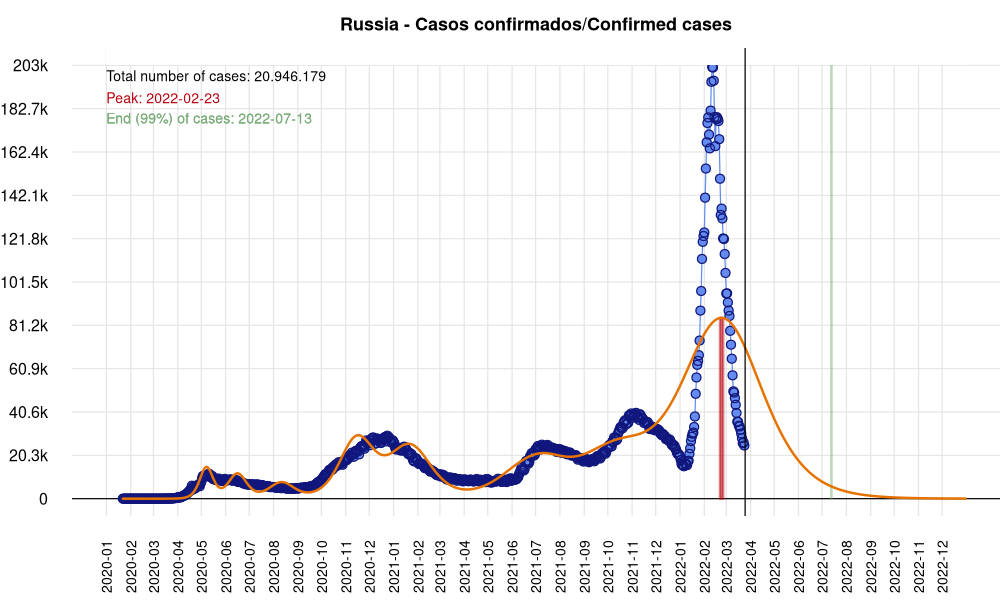 Russia - Casos confirmados/Confirmed cases
Total number of cases: 20.946.179
Peak: 2022-02-23
End (99%) of cases: 2022-07-13
203k
182.7k
162.4k
142.1k
121.8k
101.5k
81.2k
60.9k
40.6k
20.3k
0
2020-01
2020-02
2020-03
2020-04
2020-05
2020-06
2020-07
2020-08
2020-09
2020-10
2020-11
2020-12
2021-01
2021-02
2021-03
2021-04
2021-05
2021-06
2021-07
2021-08
2021-09
2021-10
2021-11
2021-12
2022-01
2022-02
2022-03
2022-04
2022-05
2022-06
2022-07
2022-08
2022-09
2022-10
2022-11
2022-12